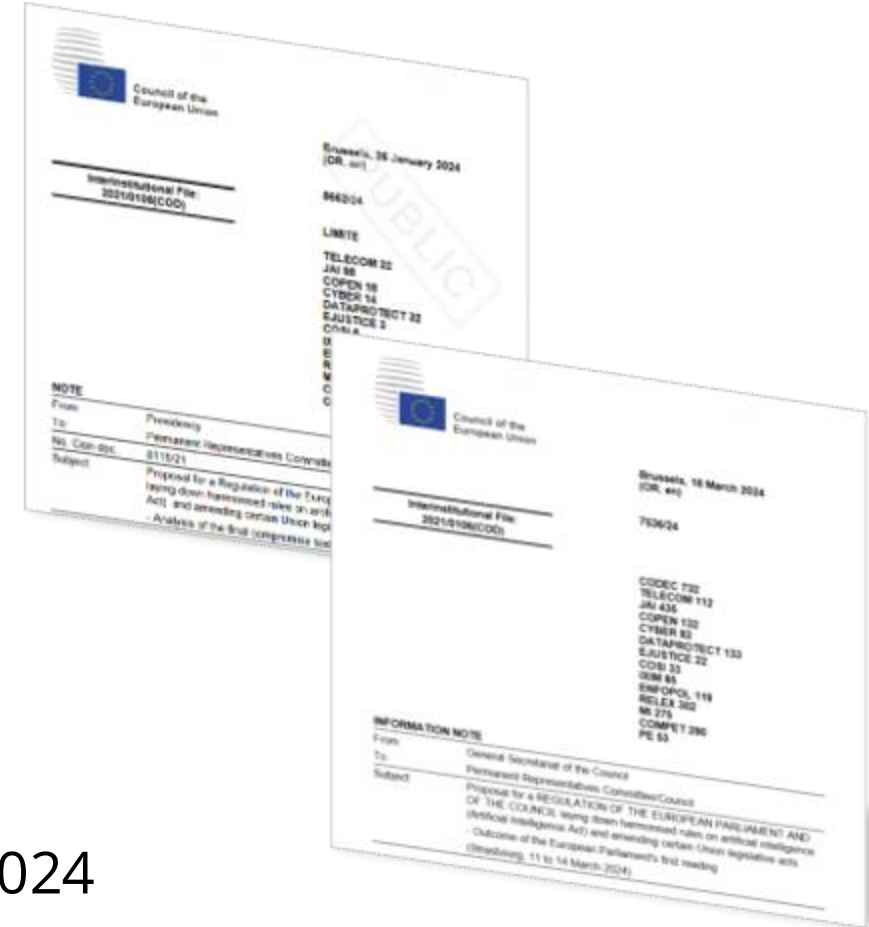 Council of the
European Union
Brussels, 26 January 2024
(OR. en)
Interinstitutional File:
2021/0106(COD)
5662/24
LIMITE
TELECOM 22
JAI 98
COPEN 18
CYBER 14
DATAPROTECT 32
EJUSTICE 3
COSI 6
PUBLIC
NOTE
From
Presidency
To
Permanent Representatives
No. Cion doc.
8115/21
Subject
Proposal for a Regulation of the
laying down harmonised rules on
Act) and amending certain Union
- Analysis of the final compromise
Council of the
European Union
Brussels, 16 March 2024
(OR. en)
Interinstitutional File:
2021/0106(COD)
7536/24
CODEC 732
TELECOM 112
JAI 435
COPEN 132
CYBER 82
DATAPROTECT 133
EJUSTICE 22
COSI 33
IXIM 85
ENFOPOL 119
RELEX 302
MI 275
COMPET 290
PE 53
INFORMATION NOTE
From
General Secretariat of the Council
To
Permanent Representatives Committee/Council
Subject
Proposal for a REGULATION OF THE EUROPEAN PARLIAMENT AND
OF THE COUNCIL laying down harmonised rules on artificial intelligence
(Artificial Intelligence Act) and amending certain Union legislative acts
- Outcome of the European Parliament's first reading
(Strasbourg, 11 to 14 March 2024)
024